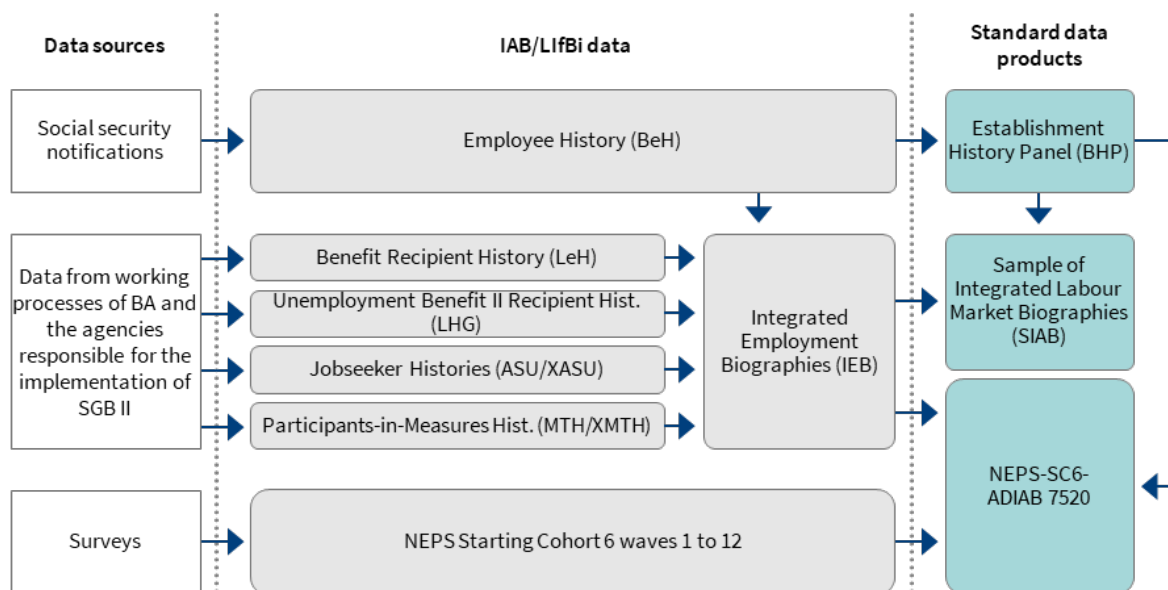 Data sources
IAB/LIfBi data
Standard data
products
Social security
notifications
Employee History (BeH)
Establishment
History Panel (BHP)
Data from working
processes of BA and
the agencies
responsible for the
implementation of
SGB II
Benefit Recipient History (LeH)
Unemployment Benefit II Recipient Hist.
(LHG)
Jobseeker Histories (ASU/XASU)
Participants-in-Measures Hist. (MTH/XMTH)
Integrated
Employment
Biographies (IEB)
Sample of
Integrated Labour
Market Biographies
(SIAB)
NEPS-SC6-
ADIAB 7520
Surveys
NEPS Starting Cohort 6 waves 1 to 12